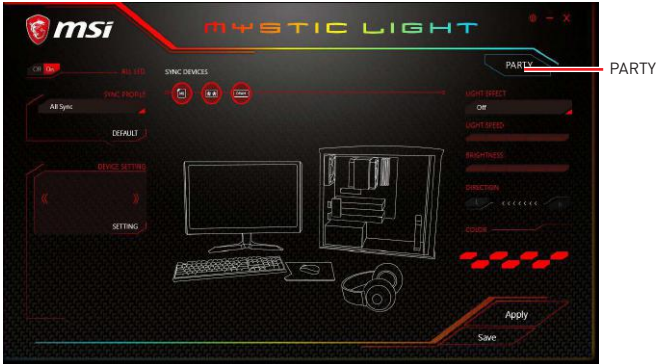 msi
MYSTIC LIGHT
PARTY
PARTY
Off On
ALL LED
SYNC DEVICES
SYNC PROFILE
All Sync
DEFAULT
DEVICE SETTING
SETTING
LIGHT EFFECT
Off
LIGHT SPEED
BRIGHTNESS
DIRECTION
COLOR
Apply
Save